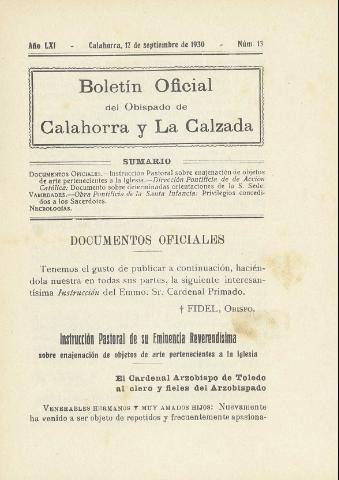 Año LXI - Calahorra, 12 de septiembre de 1930 - Núm 13
Boletín Oficial
del Obispado de
Calahorra y La Calzada
SUMARIO
DOCUMENTOS OFICIALES.—Instrucción Pastoral sobre enajenación de objetos
de arte pertenecientes a la Iglesia.—Dirección Pontificia de de Acción
Católica: Documento sobre determinadas orientaciones de la S. Sede.
VARIEDADES.—Obra Pontificia de la Santa Infancia: Privilegios concedi-
dos a los Sacerdotes.
NECROLOGÍAS.
DOCUMENTOS OFICIALES
Tenemos el gusto de publicar a continuación, hacién-
dola nuestra en todas sus partes, la siguiente interesan-
tísima Instrucción del Emmo. Sr. Cardenal Primado.
† FIDEL, OBISPO.
Instrucción Pastoral de su Eminencia Reverendísima
sobre enajenación de objetos de arte pertenecientes a la Iglesia
El Cardenal Arzobispo de Toledo
al clero y fieles del Arzobispado
VENERABLES HERMANOS Y MUY AMADOS HIJOS: Nuevamente
ha venido a ser objeto de repetidos y frecuentemente apasiona-